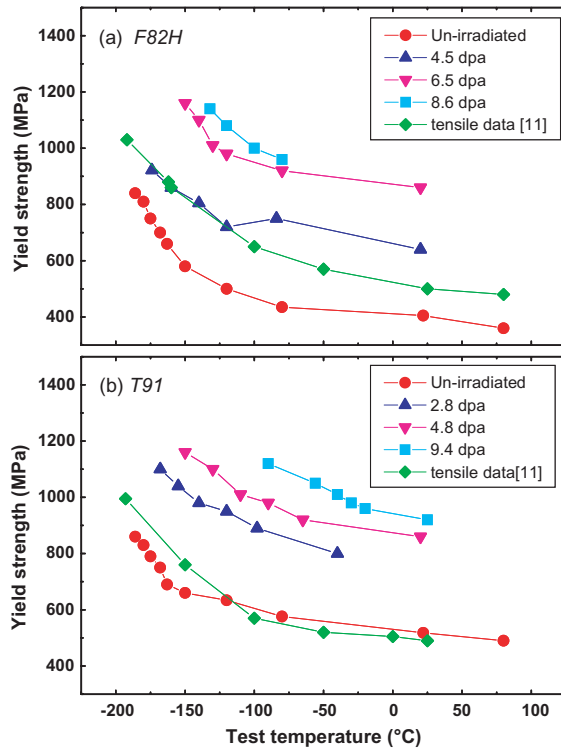 (a) F82H
Un-irradiated
4.5 dpa
6.5 dpa
8.6 dpa
tensile data [11]
1400
1200
1000
800
600
400
Yield strength (MPa)
(b) T91
Un-irradiated
2.8 dpa
4.8 dpa
9.4 dpa
tensile data[11]
1400
1200
1000
800
600
400
Yield strength (MPa)
-200 -150 -100 -50 0 50 100
Test temperature (°C)